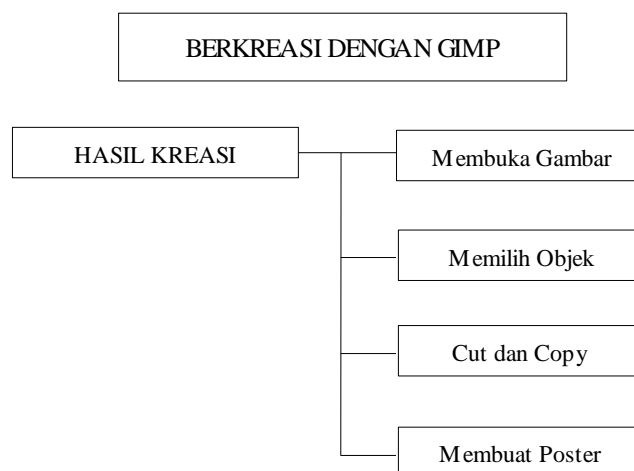 BERKREASI DENGAN GIMP
HASIL KREASI
Membuka Gambar
Memilih Objek
Cut dan Copy
Membuat Poster